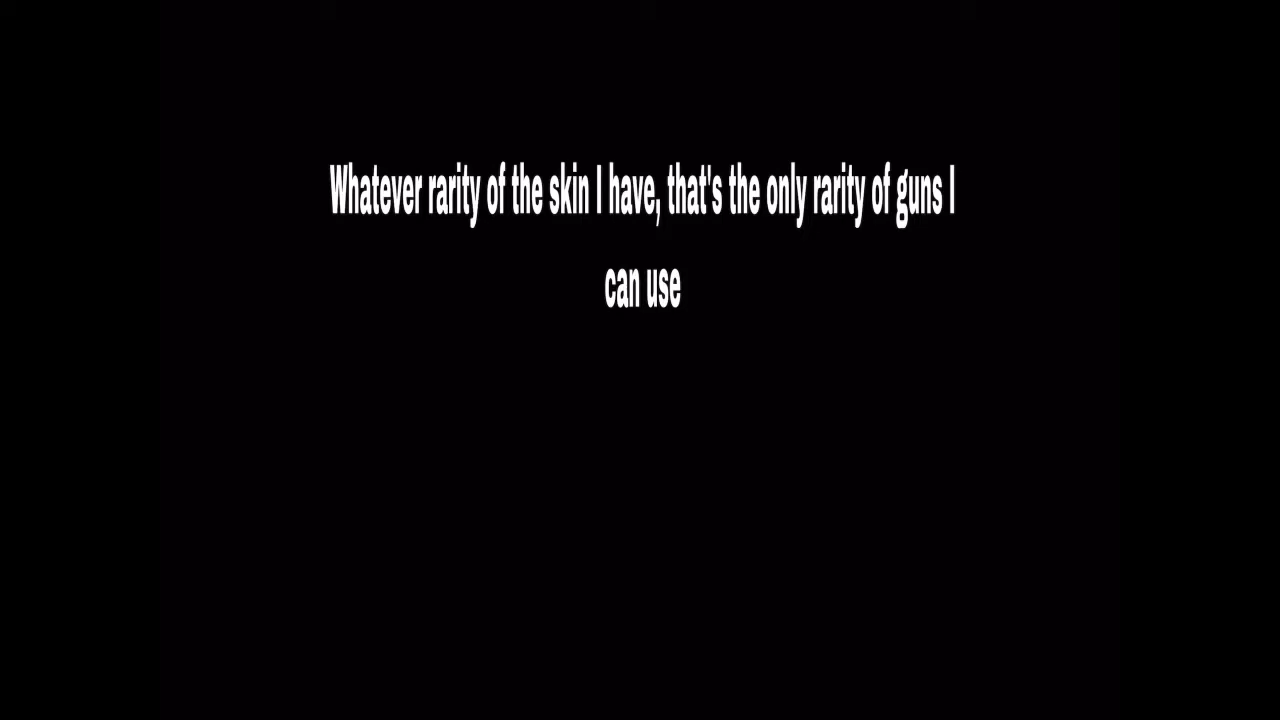 Whatever rarity of the skin I have, that's the only rarity of guns I
can use